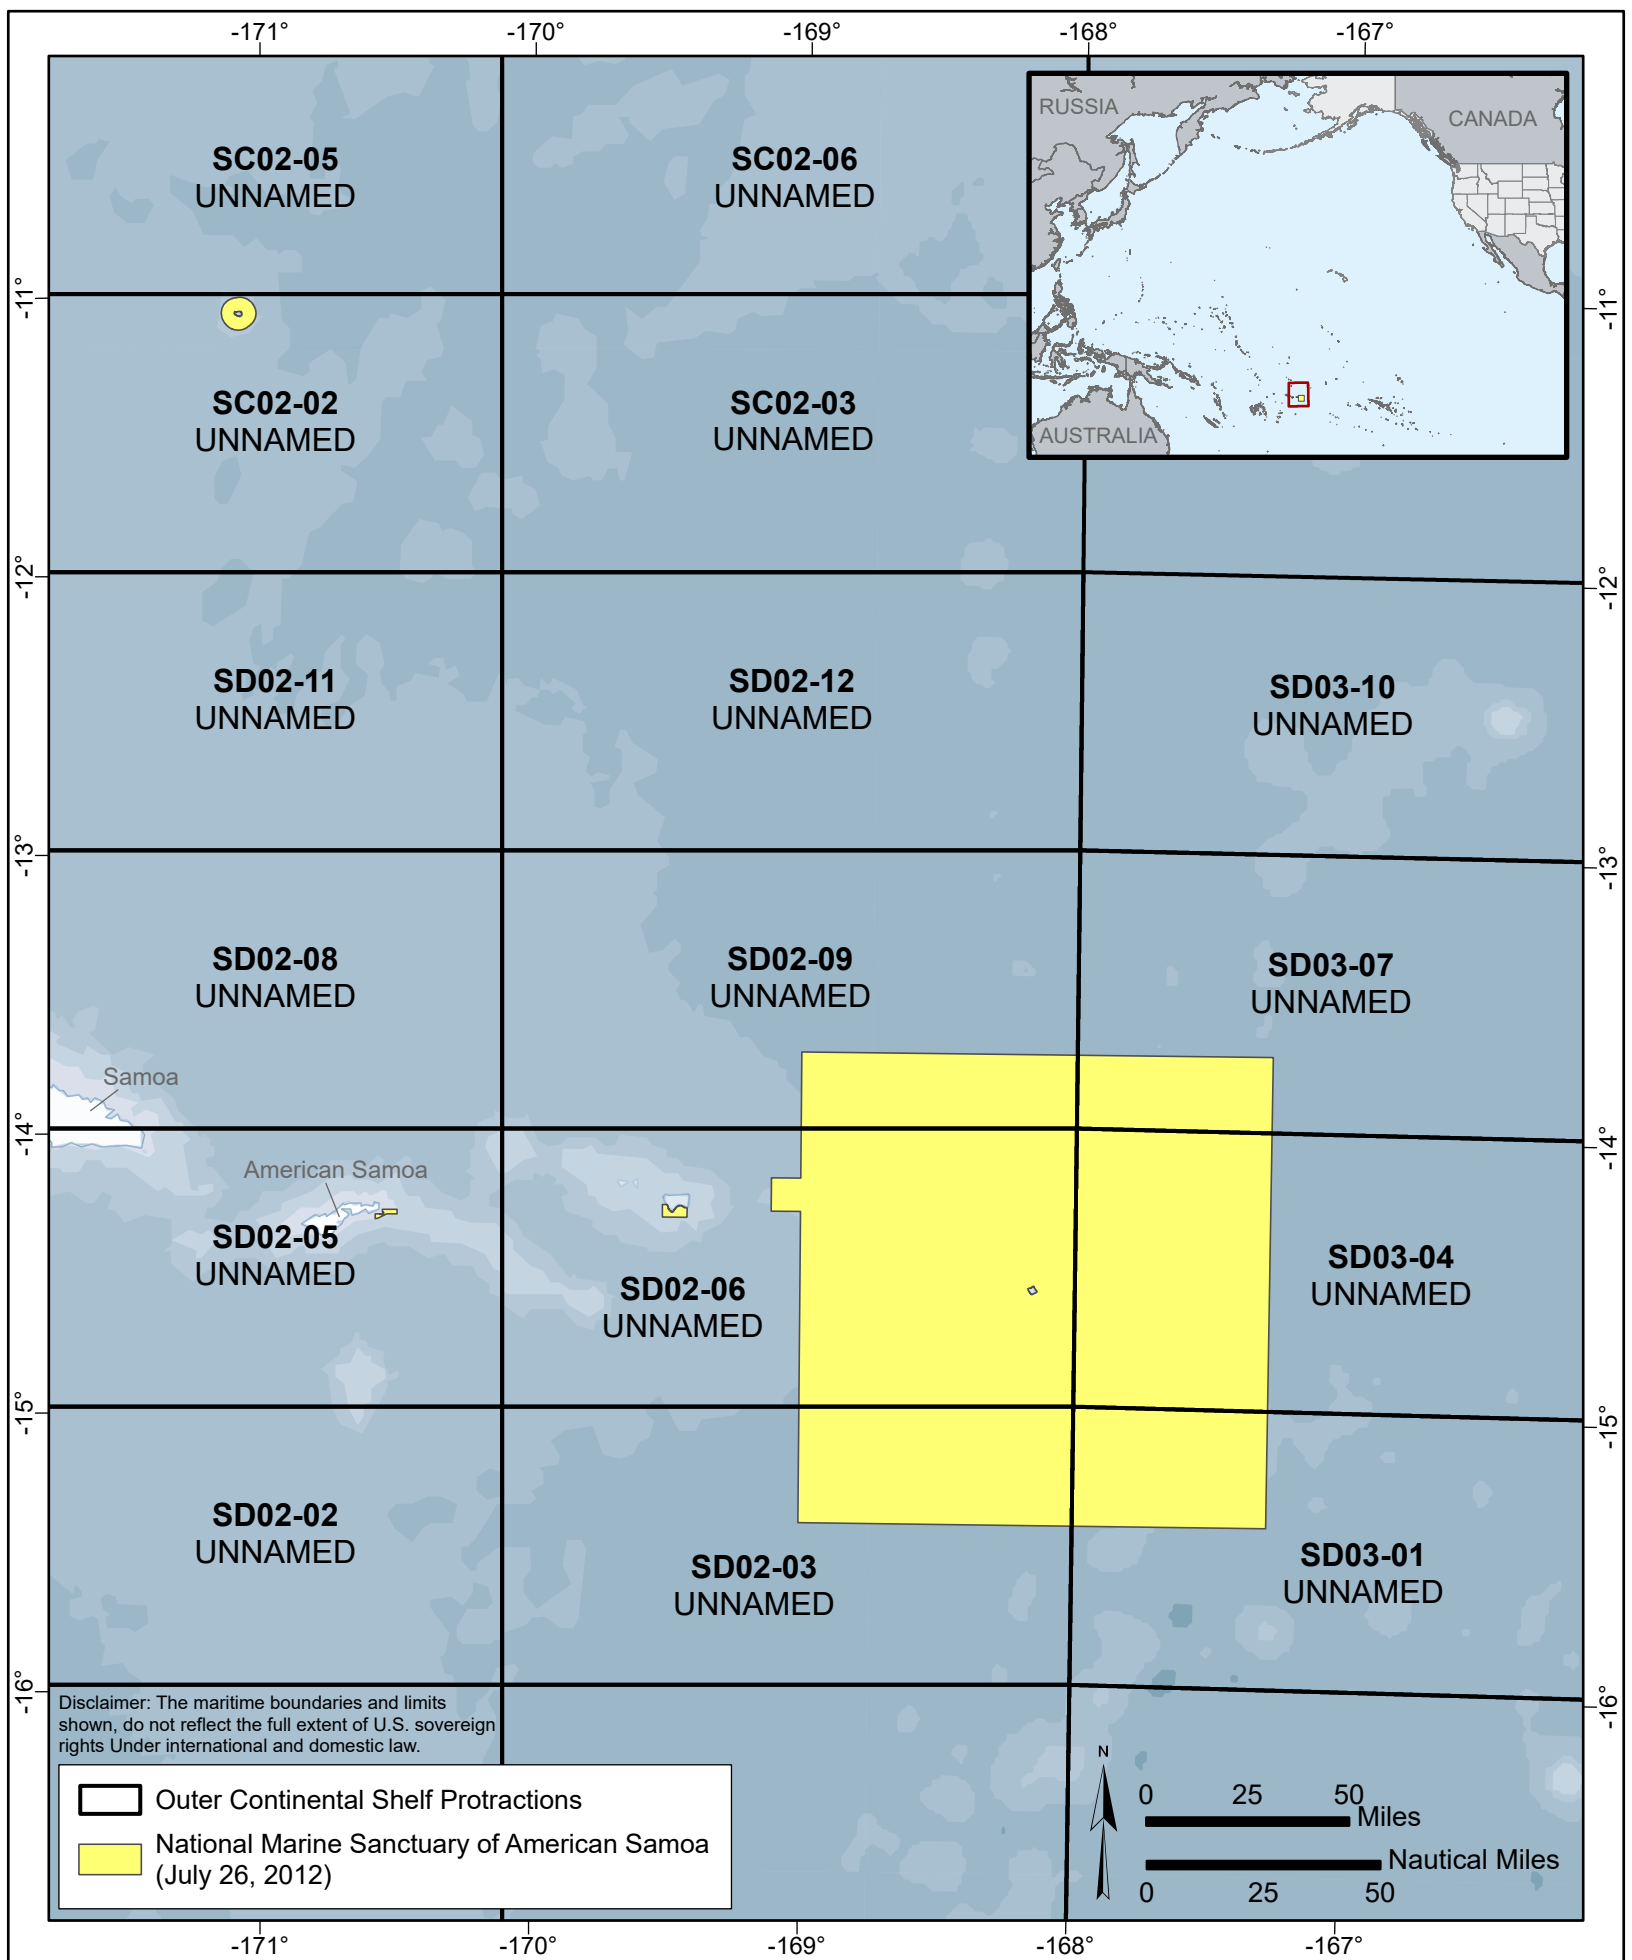 -171°
-170°
-169°
-168°
-167°
RUSSIA
CANADA
AUSTRALIA
SC02-05
UNNAMED
SC02-06
UNNAMED
-11°
-11°
SC02-02
UNNAMED
SC02-03
UNNAMED
-12°
-12°
SD02-11
UNNAMED
SD02-12
UNNAMED
SD03-10
UNNAMED
-13°
-13°
SD02-08
UNNAMED
SD02-09
UNNAMED
SD03-07
UNNAMED
Samoa
-14°
-14°
American Samoa
SD02-05
UNNAMED
SD02-06
UNNAMED
SD03-04
UNNAMED
-15°
-15°
SD02-02
UNNAMED
SD02-03
UNNAMED
SD03-01
UNNAMED
-16°
-16°
Disclaimer: The maritime boundaries and limits
shown, do not reflect the full extent of U.S. sovereign
rights Under international and domestic law.
Outer Continental Shelf Protractions
National Marine Sanctuary of American Samoa
(July 26, 2012)
N
0 25 50
Miles
Nautical Miles
0 25 50
-171°
-170°
-169°
-168°
-167°